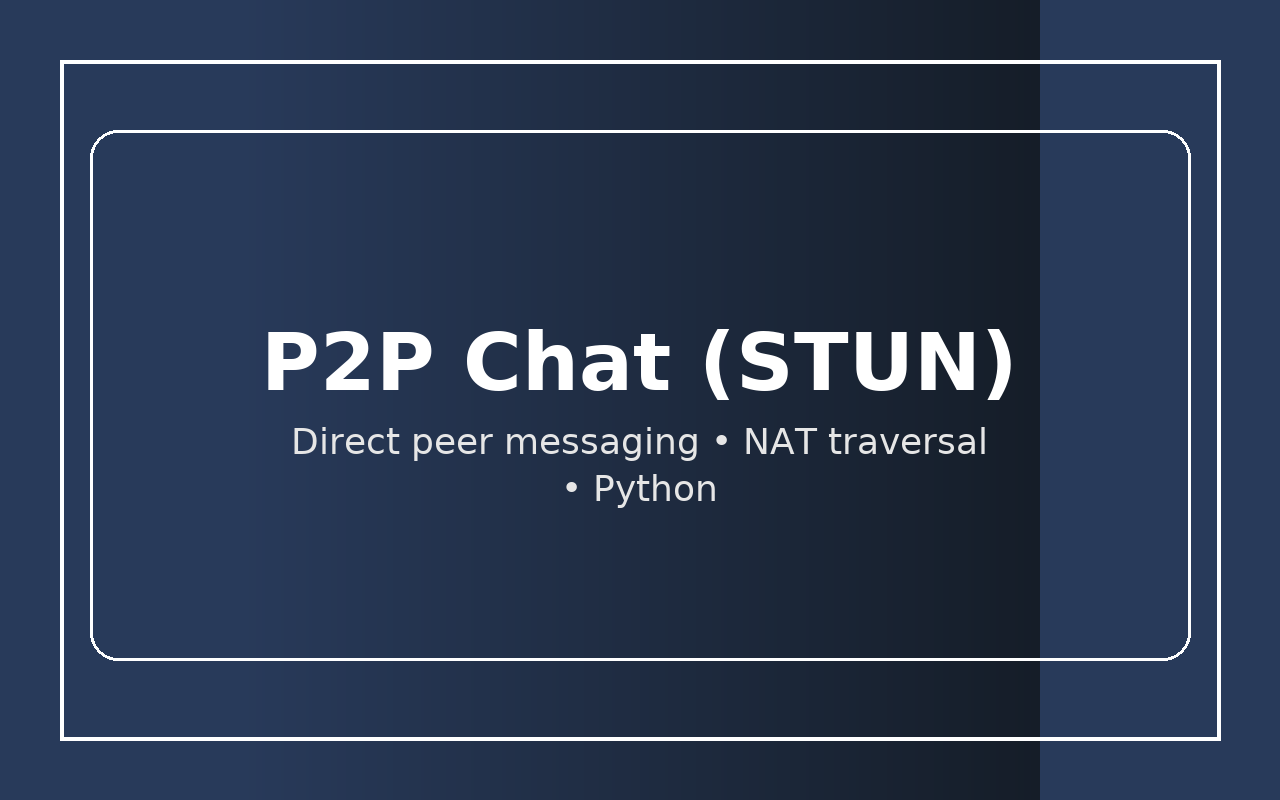 P2P Chat (STUN)
Direct peer messaging • NAT traversal
• Python